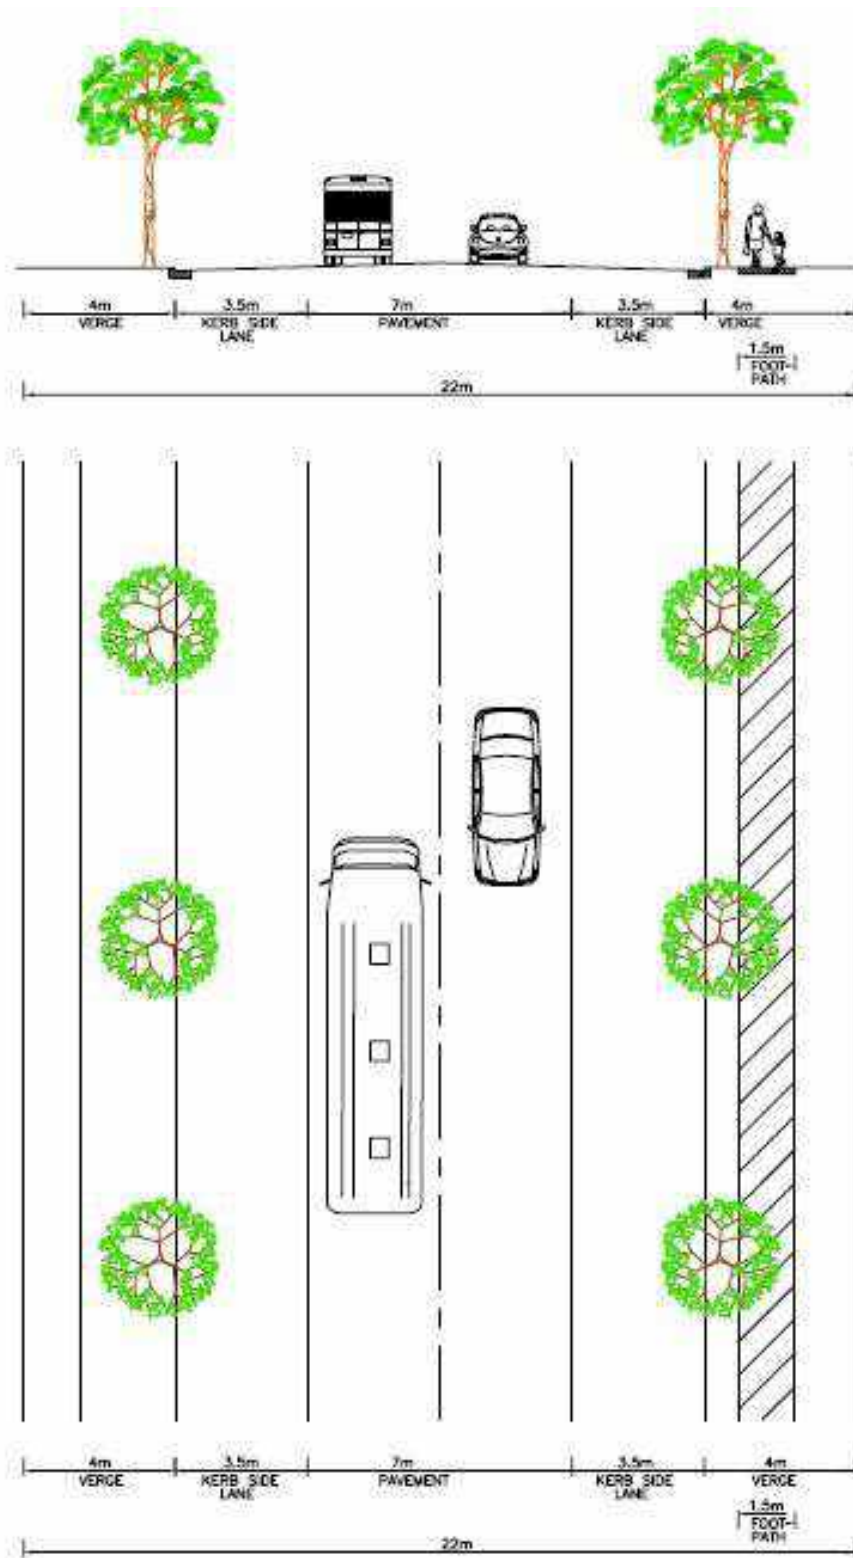 4m 3.5m 7m 3.5m 4m
VERGE KERB SIDE LANE PAVEMENT KERB SIDE LANE VERGE
1.5m
FOOT-
PATH
22m
4m 3.5m 7m 3.5m 4m
VERGE KERB SIDE LANE PAVEMENT KERB SIDE LANE VERGE
1.5m
FOOT-
PATH
22m